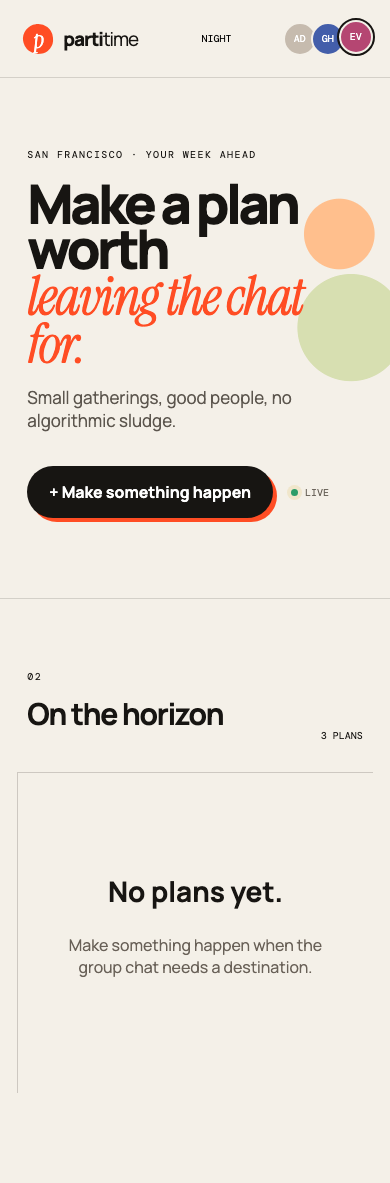 p partitime
NIGHT
AD GH EV
SAN FRANCISCO · YOUR WEEK AHEAD
Make a plan
worth
leaving the chat
for.
Small gatherings, good people, no
algorithmic sludge.
+ Make something happen
LIVE
02
On the horizon
3 PLANS
No plans yet.
Make something happen when the
group chat needs a destination.